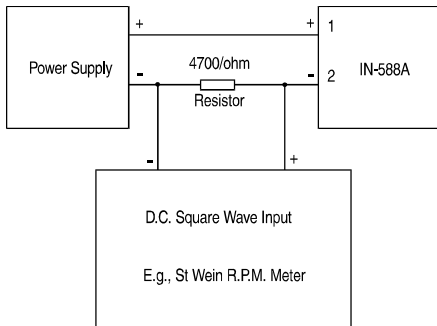 + + 1
Power Supply 4700/ohm IN-588A
- - 2
Resistor
- +
D.C. Square Wave Input
E.g., St Wein R.P.M. Meter